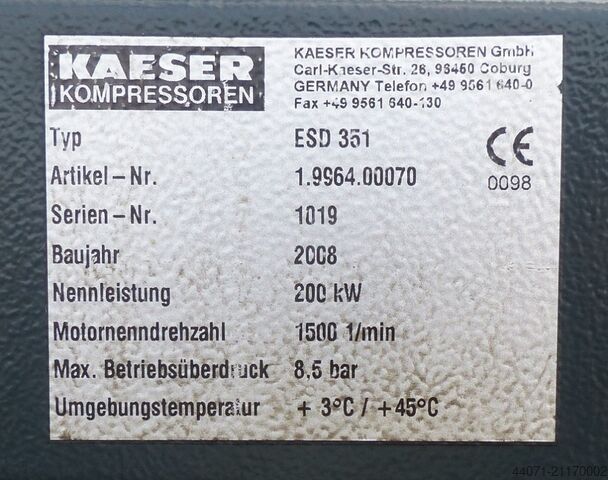 KAESER
KOMPRESSOREN
KAESER KOMPRESSOREN GmbH
Carl-Kaeser-Str. 26, 96450 Coburg
GERMANY Telefon +49 9561 640-0
Fax +49 9561 640-130
Typ ESD 351
Artikel-Nr. 1.9964.00070
0098
Serien-Nr. 1019
Baujahr 2008
Nennleistung 200 kW
Motornenndrehzahl 1500 1/min
Max. Betriebsüberdruck 8,5 bar
Umgebungstemperatur + 3°C / +45°C
44071-21170002